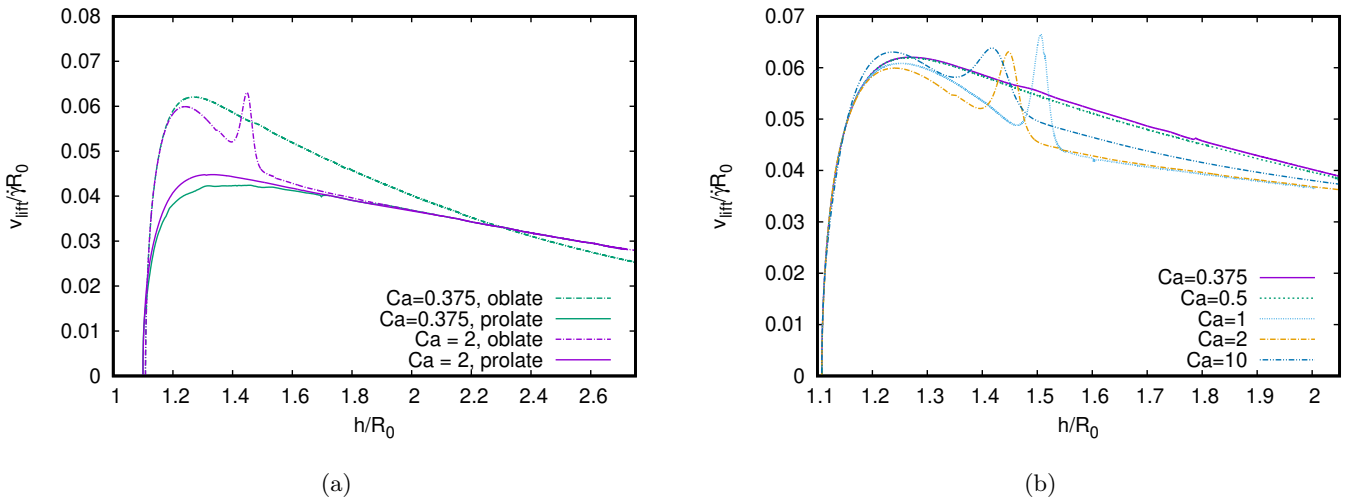 0.08
0.07
0.06
0.05
0.04
0.03
0.02
0.01
0
v_lift/γ̇R_0
1 1.2 1.4 1.6 1.8 2 2.2 2.4 2.6
h/R_0
Ca=0.375, oblate
Ca=0.375, prolate
Ca = 2, oblate
Ca = 2, prolate
(a)
0.07
0.06
0.05
0.04
0.03
0.02
0.01
0
v_lift/γ̇R_0
1.1 1.2 1.3 1.4 1.5 1.6 1.7 1.8 1.9 2
h/R_0
Ca=0.375
Ca=0.5
Ca=1
Ca=2
Ca=10
(b)